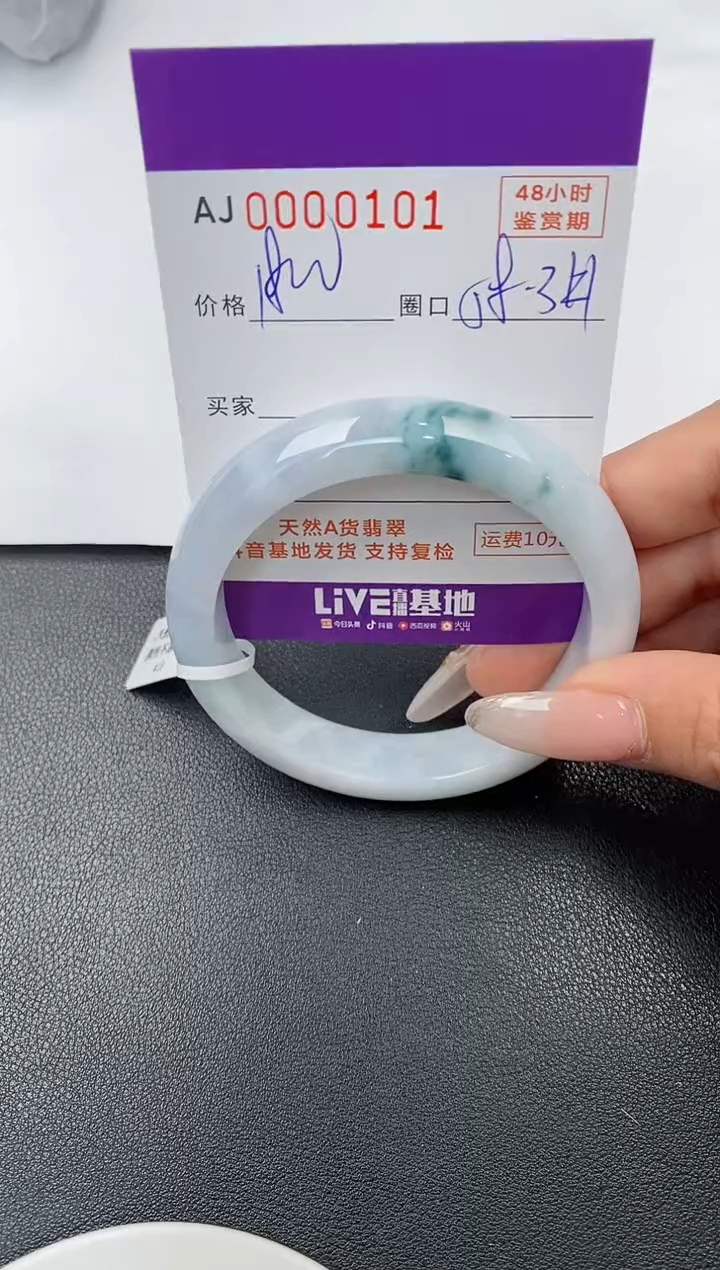 AJ 0000101
48小时
鉴赏期
价格
圈口
买家
天然A货翡翠
音基地发货 支持复检
运费10元
LiVE直播基地
今日头条 抖音 西瓜视频 火山